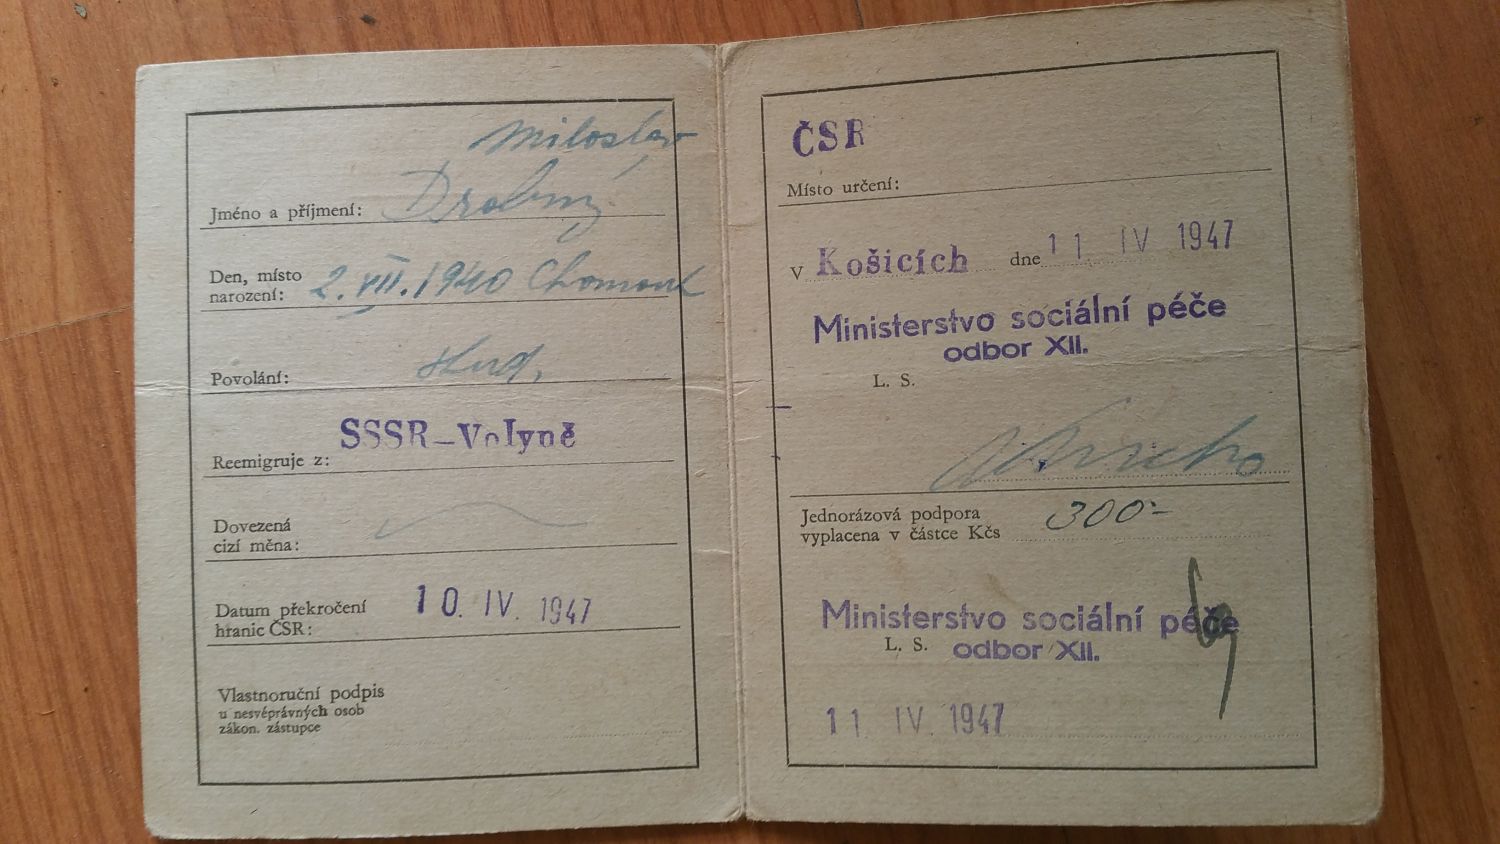 Miloslav
Jméno a příjmení: Drobný
Den, místo
narození: 2. VII. 1940 Chomout
Povolání: stud.
SSSR–Volyně
Reemigruje z:
Dovezená
cizí měna:
Datum překročení
hranic ČSR: 10. IV. 1947
Vlastnoruční podpis
u nesvéprávných osob
zákon. zástupce
ČSR
Místo určení:
V Košicích dne 11 IV 1947
Ministerstvo sociální péče
odbor XII.
L. S.
Jednorázová podpora
vyplacena v částce Kčs 300-
Ministerstvo sociální péče
L. S. odbor XII.
11 IV 1947